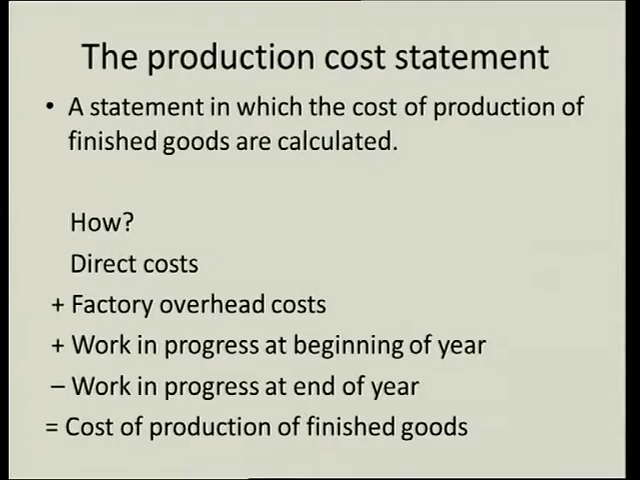 The production cost statement
• A statement in which the cost of production of
finished goods are calculated.
How?
Direct costs
+ Factory overhead costs
+ Work in progress at beginning of year
– Work in progress at end of year
= Cost of production of finished goods